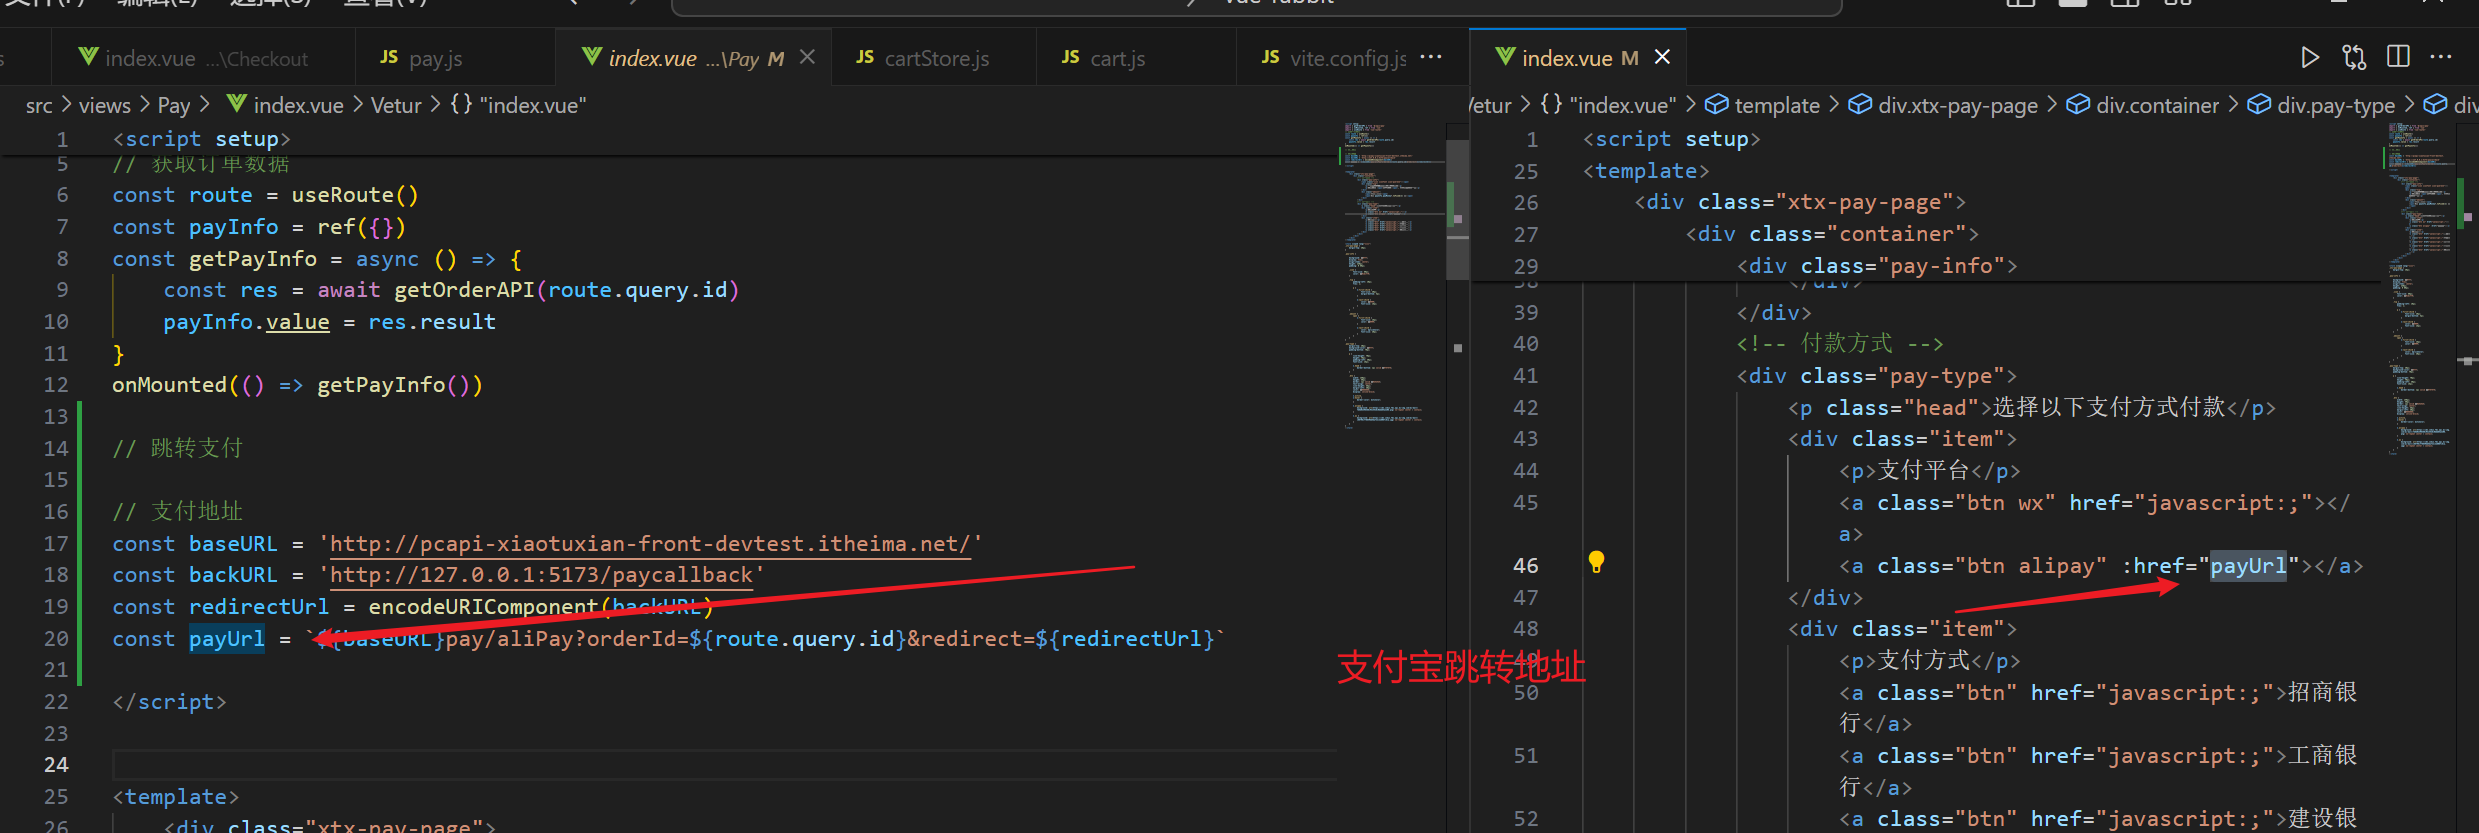 index.vue ...\Checkout
JS pay.js
index.vue ...\Pay M
JS cartStore.js
JS cart.js
JS vite.config.js
index.vue M
src > views > Pay > index.vue > Vetur > {} "index.vue"
Vetur > {} "index.vue" > template > div.xtx-pay-page > div.container > div.pay-type > div
1 <script setup>
5 // 获取订单数据
6 const route = useRoute()
7 const payInfo = ref({})
8 const getPayInfo = async () => {
9 const res = await getOrderAPI(route.query.id)
10 payInfo.value = res.result
11 }
12 onMounted(() => getPayInfo())
13
14 // 跳转支付
15
16 // 支付地址
17 const baseURL = 'http://pcapi-xiaotuxian-front-devtest.itheima.net/'
18 const backURL = 'http://127.0.0.1:5173/paycallback'
19 const redirectUrl = encodeURIComponent(backURL)
20 const payUrl = `${baseURL}pay/aliPay?orderId=${route.query.id}&redirect=${redirectUrl}`
21
22 </script>
23
24
25 <template>
26 <div class="xtx-pay-page">
1 <script setup>
25 <template>
26 <div class="xtx-pay-page">
27 <div class="container">
29 <div class="pay-info">
38 </div>
39 </div>
40 <!-- 付款方式 -->
41 <div class="pay-type">
42 <p class="head">选择以下支付方式付款</p>
43 <div class="item">
44 <p>支付平台</p>
45 <a class="btn wx" href="javascript:;"></
a>
46 <a class="btn alipay" :href="payUrl"></a>
47 </div>
48 <div class="item">
49 <p>支付方式</p>
50 <a class="btn" href="javascript:;">招商银
行</a>
51 <a class="btn" href="javascript:;">工商银
行</a>
52 <a class="btn" href="javascript:;">建设银
支付宝跳转地址